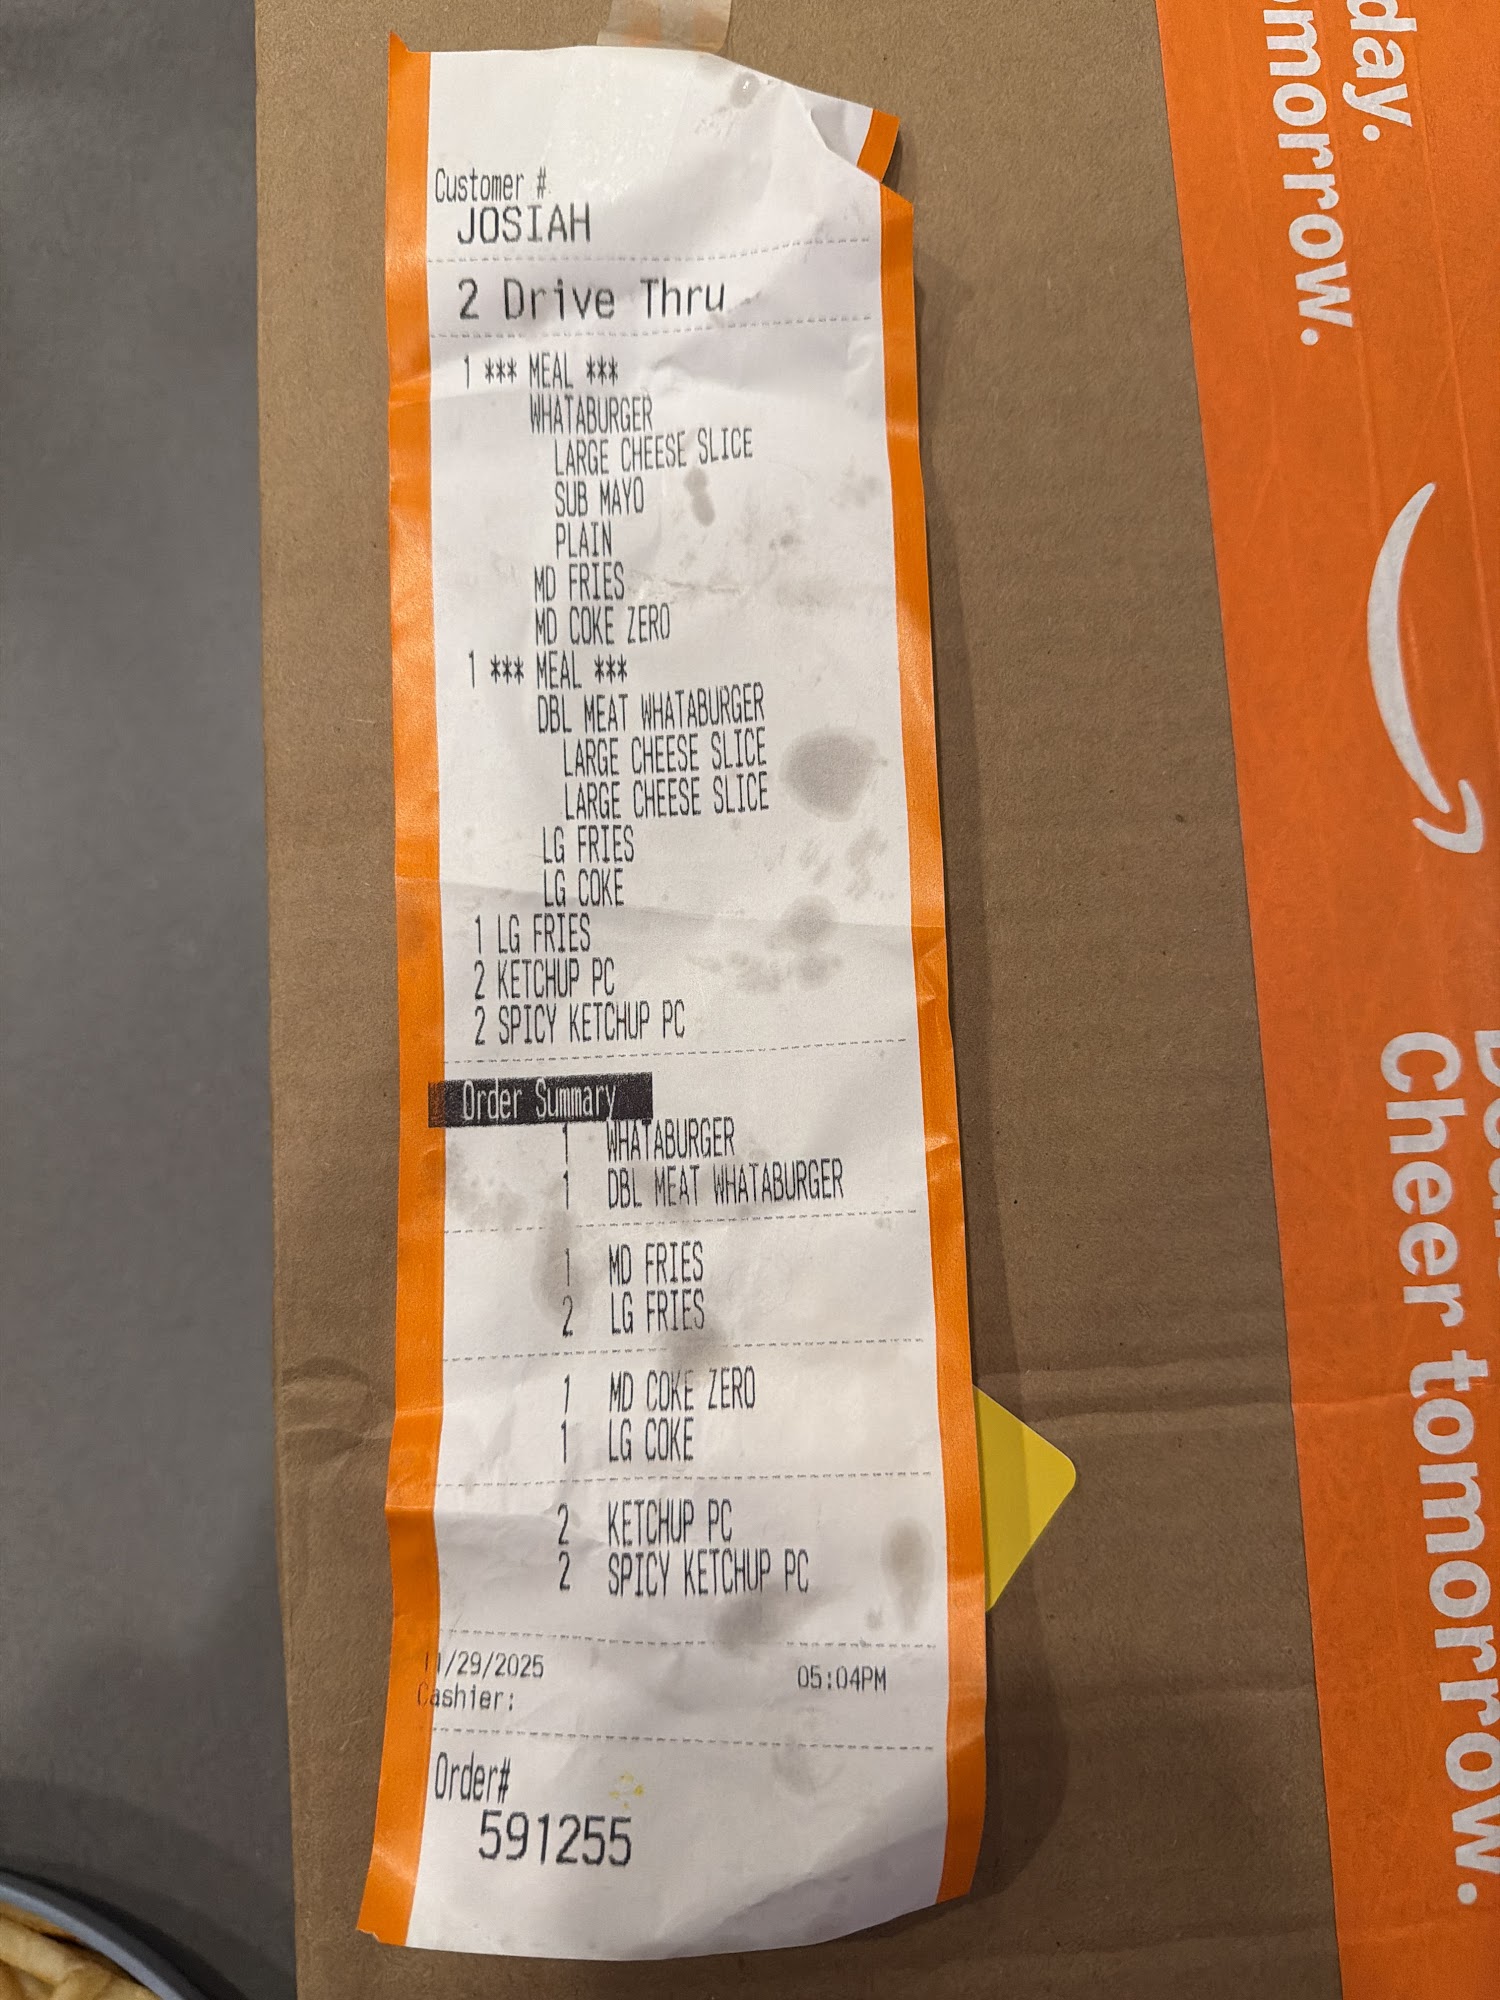 Customer #
JOSIAH
2 Drive Thru
1 *** MEAL ***
WHATABURGER
LARGE CHEESE SLICE
SUB MAYO
PLAIN
MD FRIES
MD COKE ZERO
1 *** MEAL ***
DBL MEAT WHATABURGER
LARGE CHEESE SLICE
LARGE CHEESE SLICE
LG FRIES
LG COKE
1 LG FRIES
2 KETCHUP PC
2 SPICY KETCHUP PC
Order Summary
1 WHATABURGER
1 DBL MEAT WHATABURGER
1 MD FRIES
2 LG FRIES
1 MD COKE ZERO
1 LG COKE
2 KETCHUP PC
2 SPICY KETCHUP PC
11/29/2025 05:04PM
Cashier:
Order#
591255
day.
omorrow.
Cheer tomorrow.